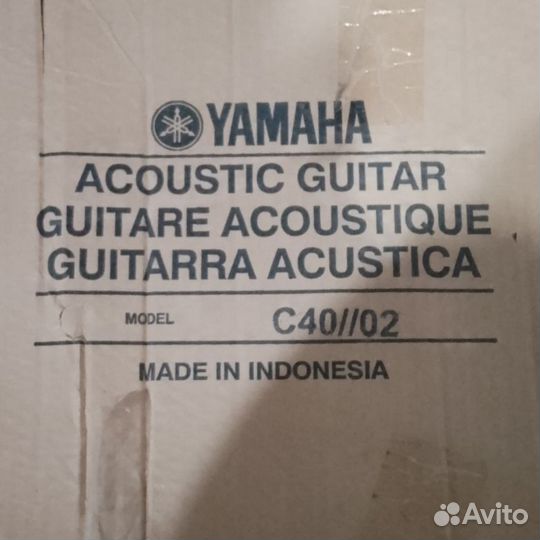 YAMAHA
ACOUSTIC GUITAR
GUITARE ACOUSTIQUE
GUITARRA ACUSTICA
MODEL C40//02
MADE IN INDONESIA
Avito